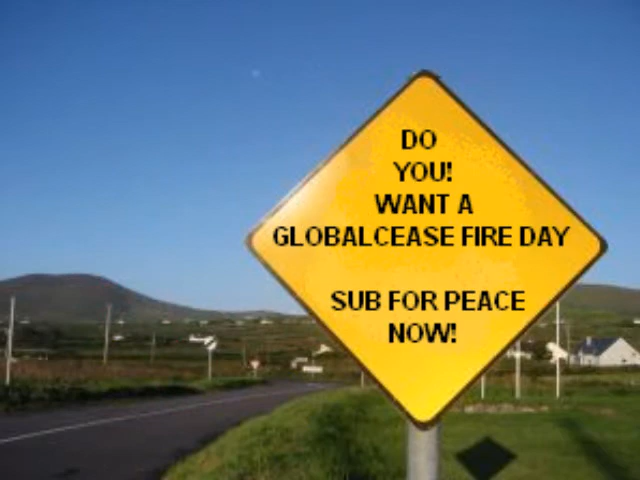 DO
YOU!
WANT A
GLOBALCEASE FIRE DAY
SUB FOR PEACE
NOW!